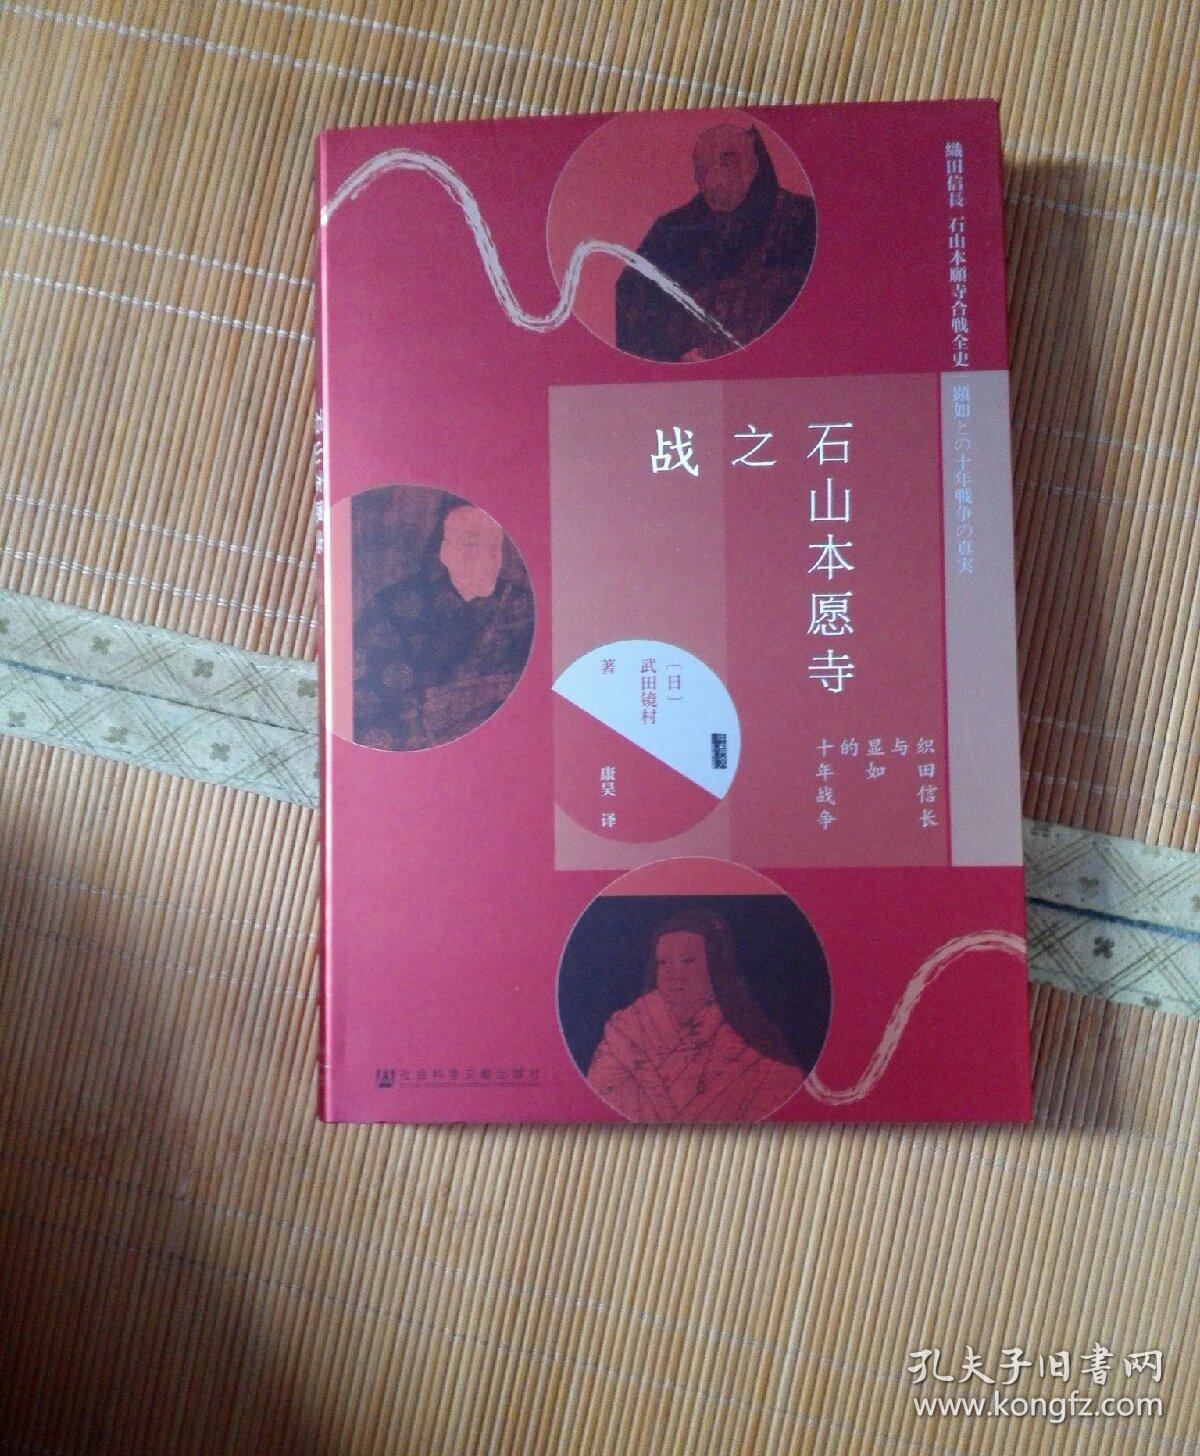 織田信長 石山本願寺合戦全史
顕如との十年戦争の真実
石山本愿寺
之
战
织田信长
与
显如
的
十年战争
〔日〕
武田镜村
著
康昊 译
社会科学文献出版社
孔夫子旧书网
www.kongfz.com